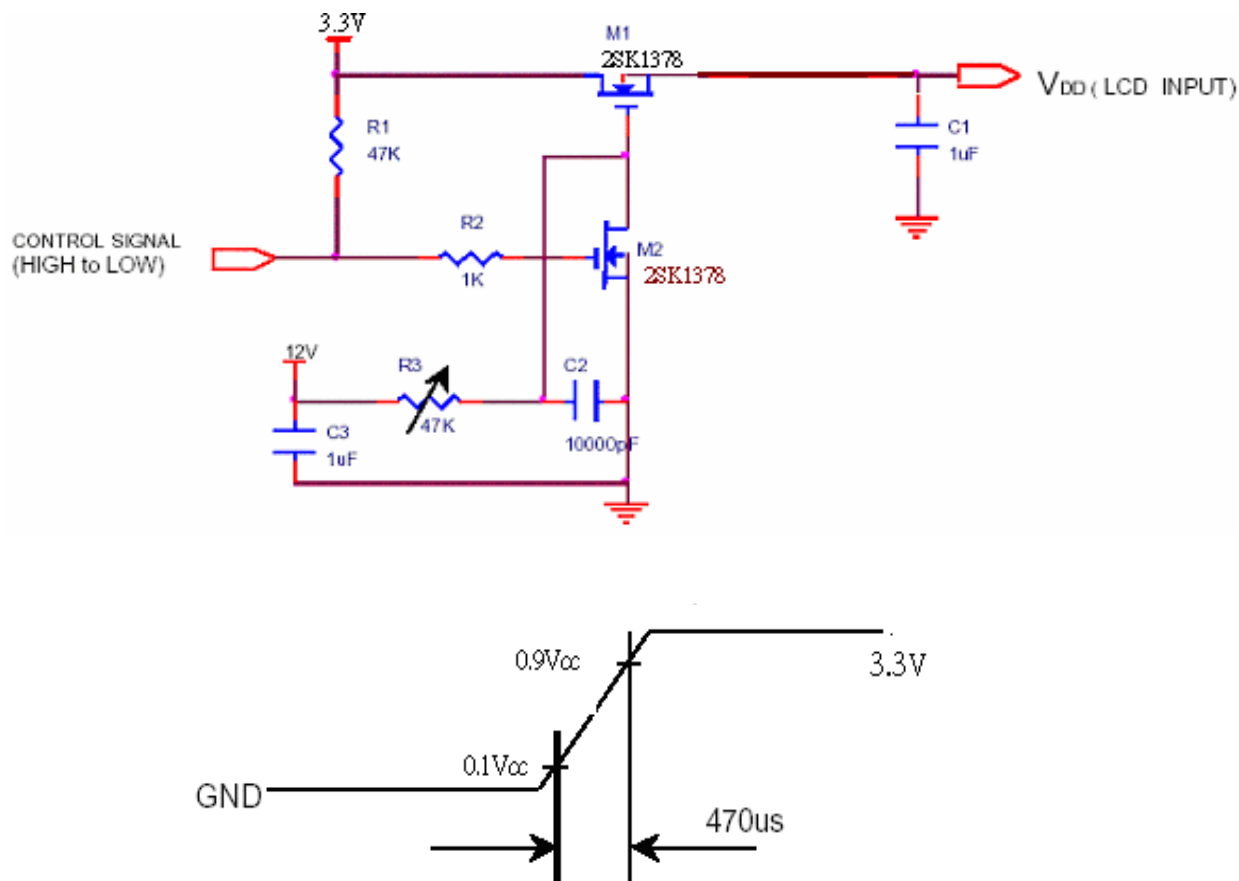 3.3V
M1
2SK1378
VDD ( LCD INPUT)
R1
47K
C1
1uF
CONTROL SIGNAL
(HIGH to LOW)
R2
1K
M2
2SK1378
12V
R3
47K
C2
10000pF
C3
1uF
0.9Vcc
3.3V
0.1Vcc
GND
470us